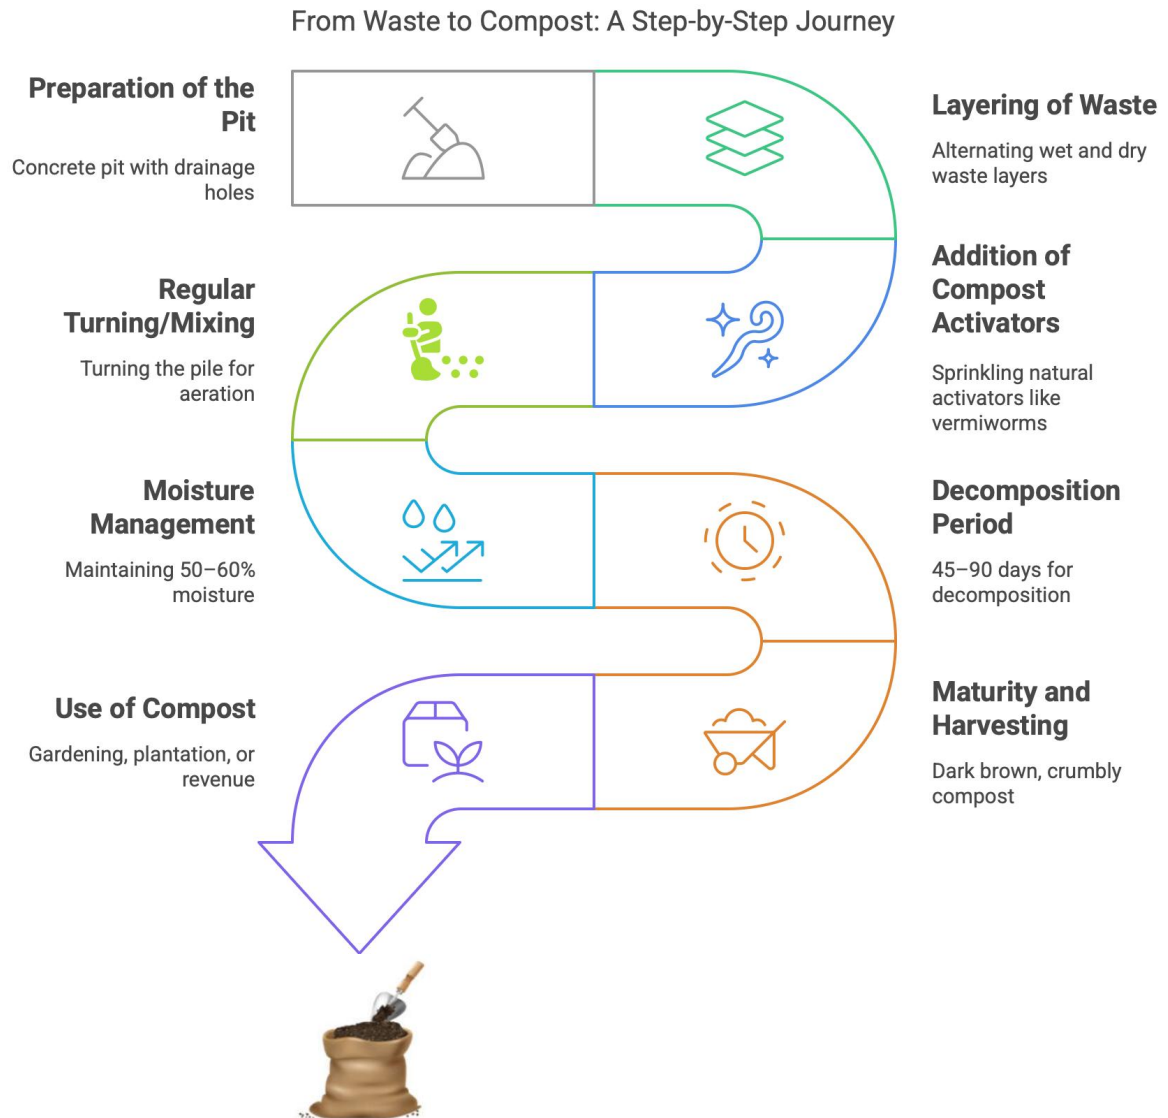 From Waste to Compost: A Step-by-Step Journey
Preparation of the
Pit
Concrete pit with drainage
holes
Layering of Waste
Alternating wet and dry
waste layers
Addition of
Compost
Activators
Sprinkling natural
activators like
vermiworms
Regular
Turning/Mixing
Turning the pile for
aeration
Moisture
Management
Maintaining 50–60%
moisture
Decomposition
Period
45–90 days for
decomposition
Maturity and
Harvesting
Dark brown, crumbly
compost
Use of Compost
Gardening, plantation, or
revenue